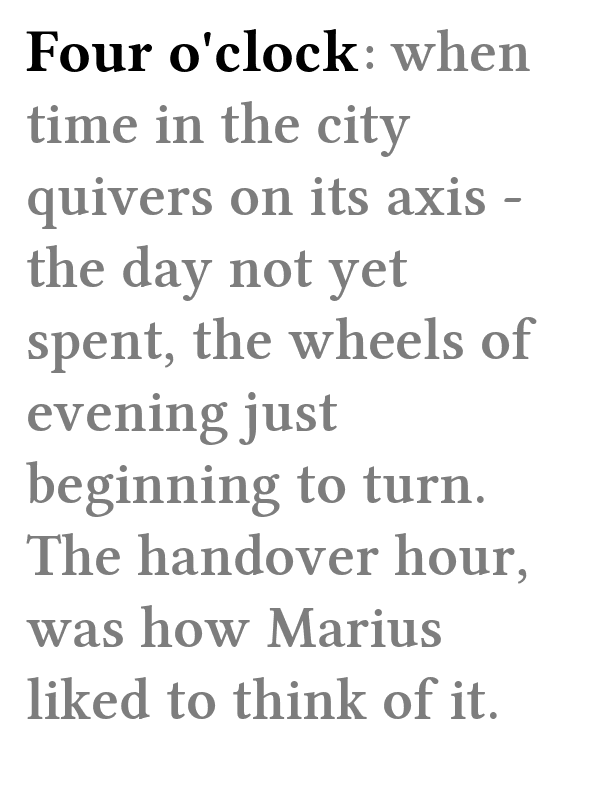 Four o'clock: when
time in the city
quivers on its axis -
the day not yet
spent, the wheels of
evening just
beginning to turn.
The handover hour,
was how Marius
liked to think of it.